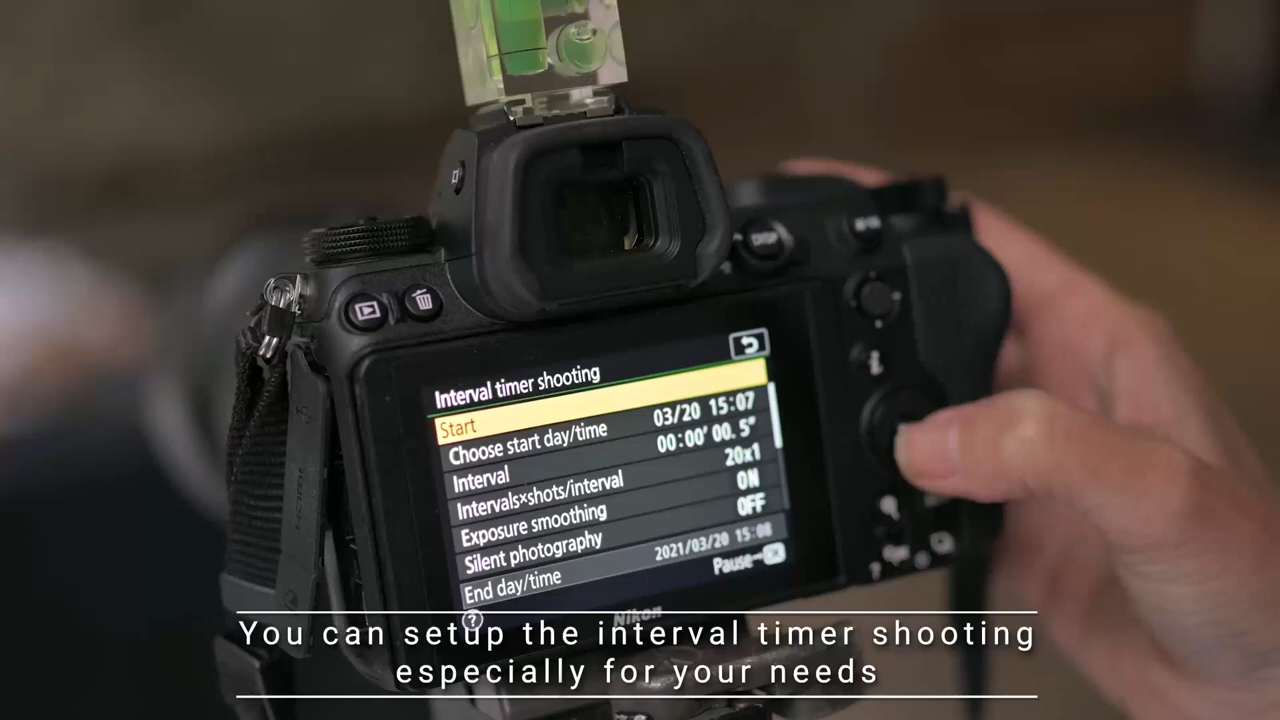 DISP
Interval timer shooting
Start
Choose start day/time 03/20 15:07
Interval 00:00' 00.5"
Intervals×shots/interval 20x1
Exposure smoothing ON
Silent photography OFF
End day/time 2021/03/20 15:08
Pause→OK
?
Nikon
You can setup the interval timer shooting
especially for your needs